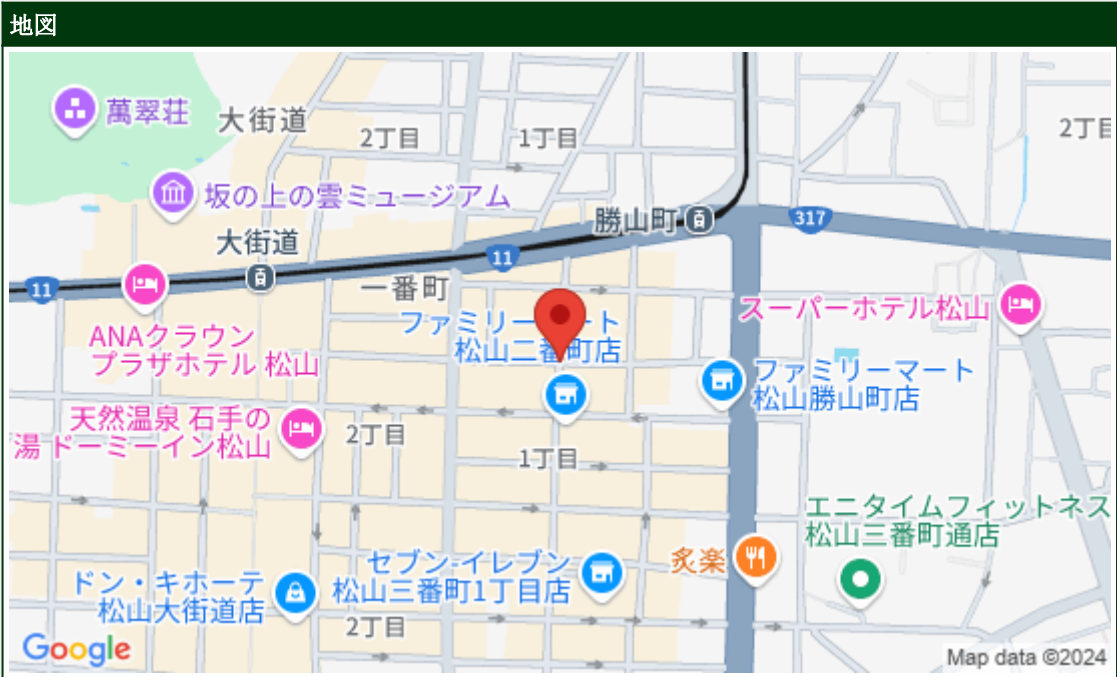 地図
萬翠荘
大街道
2丁目
1丁目
2丁目
坂の上の雲ミュージアム
勝山町
317
大街道
11
11
一番町
ANAクラウン
プラザホテル 松山
ファミリーマート
松山二番町店
スーパーホテル松山
ファミリーマート
松山勝山町店
天然温泉 石手の
湯 ドーミーイン松山
2丁目
1丁目
エニタイムフィットネス
松山三番町通店
セブン-イレブン
松山三番町1丁目店
炙楽
ドン・キホーテ
松山大街道店
2丁目
Google
Map data ©2024